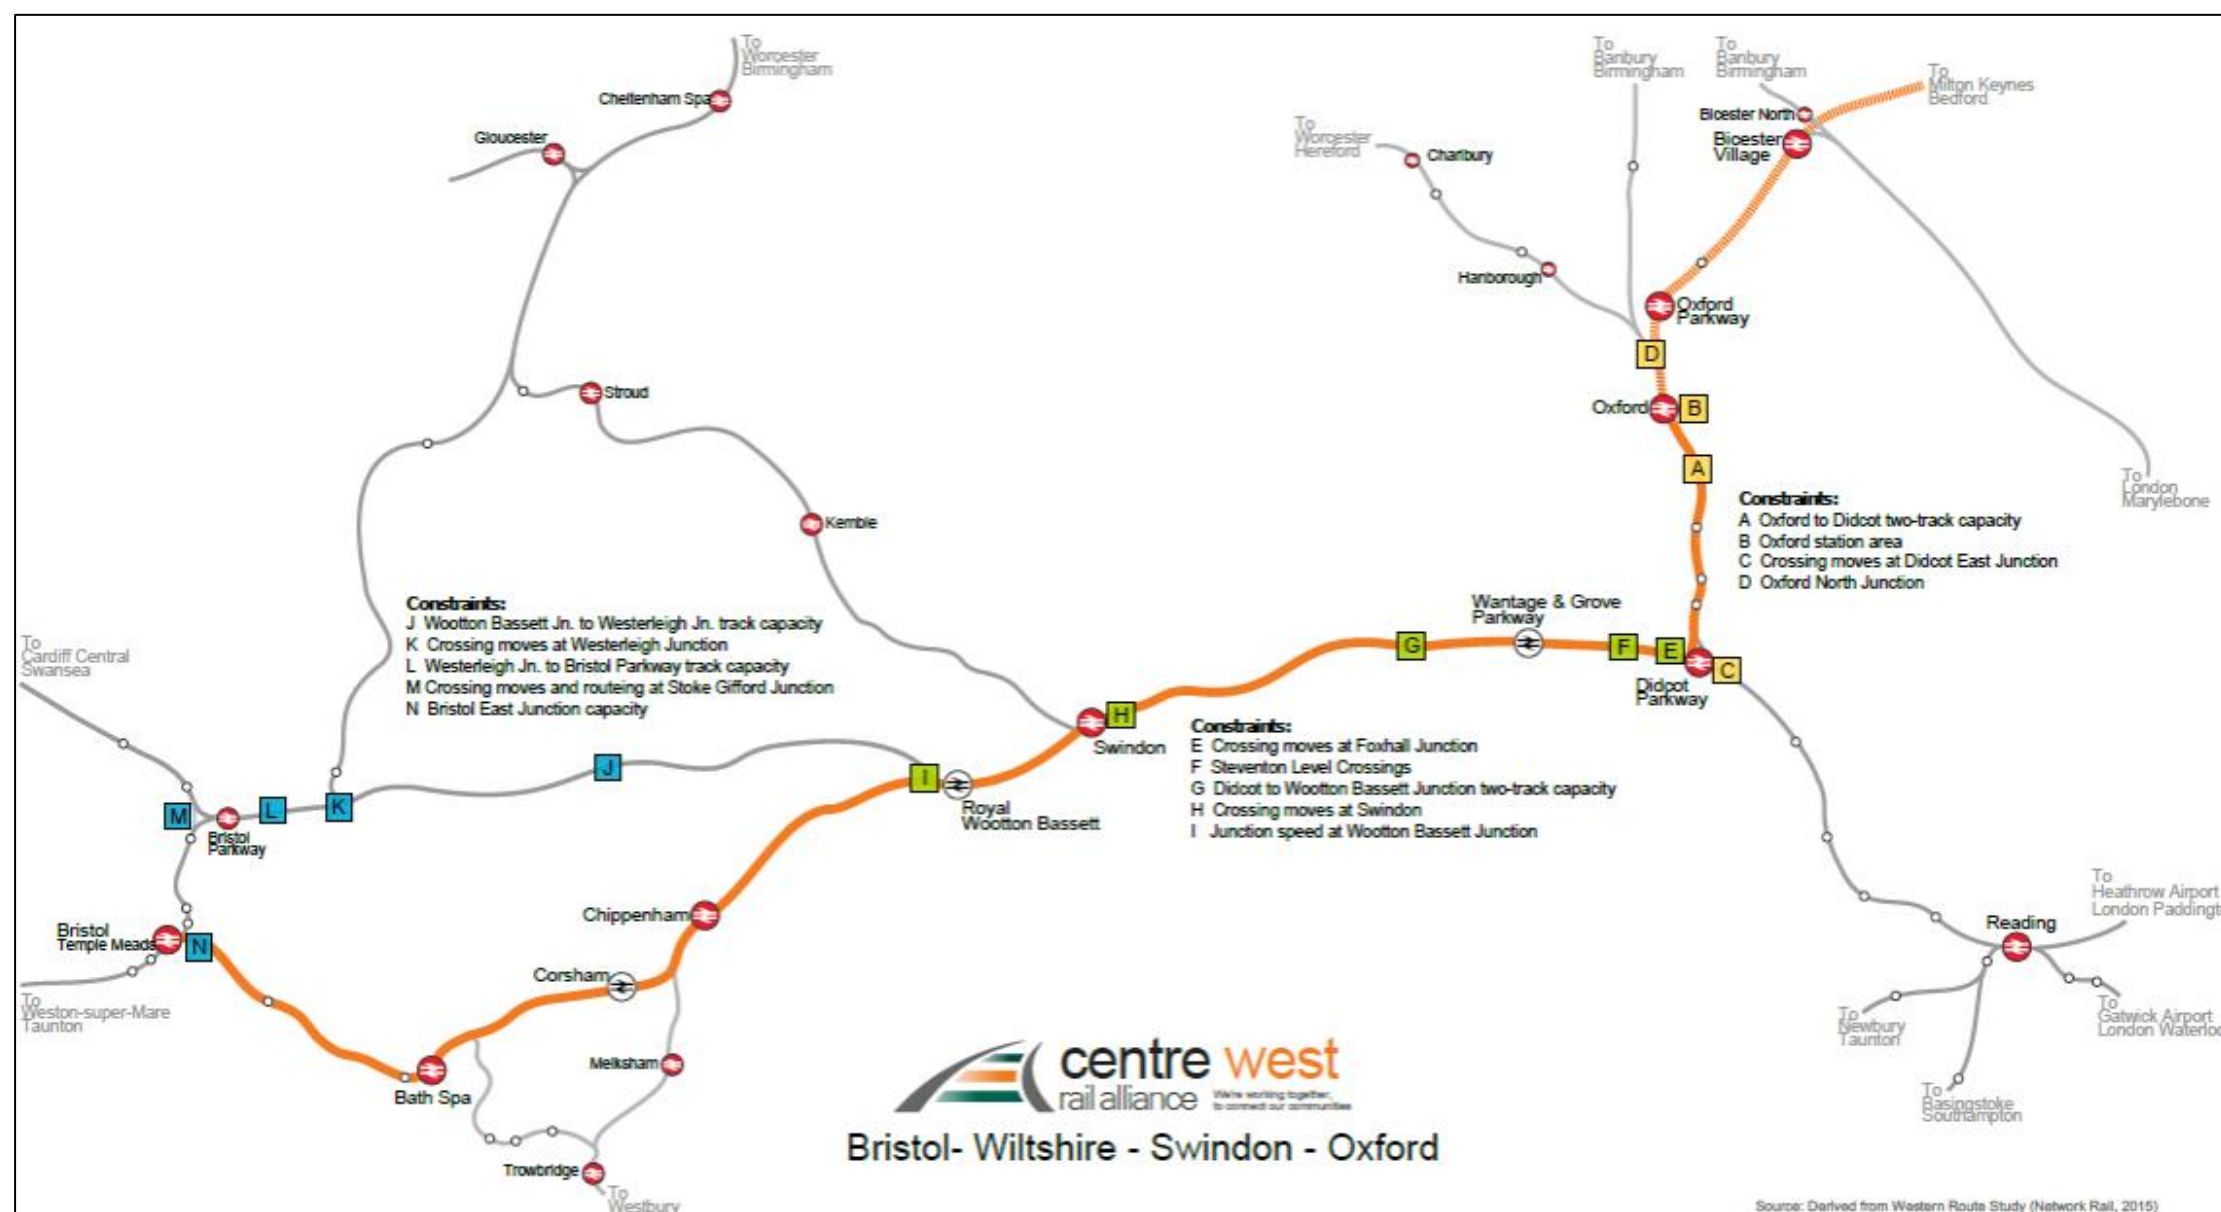 To
Worcester
Birmingham
Cheltenham Spa
Gloucester
To
Banbury
Birmingham
To
Banbury
Birmingham
To
Milton Keynes
Bedford
Bicester North
Bicester
Village
To
Worcester
Hereford
Charlbury
Hanborough
Oxford
Parkway
D
Oxford
B
A
Stroud
Kemble
To
London
Marylebone
Constraints:
A Oxford to Didcot two-track capacity
B Oxford station area
C Crossing moves at Didcot East Junction
D Oxford North Junction
Constraints:
J Wootton Bassett Jn. to Westerleigh Jn. track capacity
K Crossing moves at Westerleigh Junction
L Westerleigh Jn. to Bristol Parkway track capacity
M Crossing moves and routeing at Stoke Gifford Junction
N Bristol East Junction capacity
Wantage & Grove
Parkway
G
F
E
C
Didcot
Parkway
To
Cardiff Central
Swansea
H
Swindon
Constraints:
E Crossing moves at Foxhall Junction
F Steventon Level Crossings
G Didcot to Wootton Bassett Junction two-track capacity
H Crossing moves at Swindon
I Junction speed at Wootton Bassett Junction
J
I
Royal
Wootton Bassett
M
L
K
Bristol
Parkway
Bristol
Temple Meads
N
Chippenham
Corsham
To
Weston-super-Mare
Taunton
Bath Spa
Melksham
Trowbridge
To
Westbury
Reading
To
Heathrow Airport
London Paddingt
To
Gatwick Airport
London Waterloo
To
Newbury
Taunton
To
Basingstoke
Southampton
centre west
rail alliance
We're working together,
to connect our communities
Bristol- Wiltshire - Swindon - Oxford
Source: Derived from Western Route Study (Network Rail, 2015)